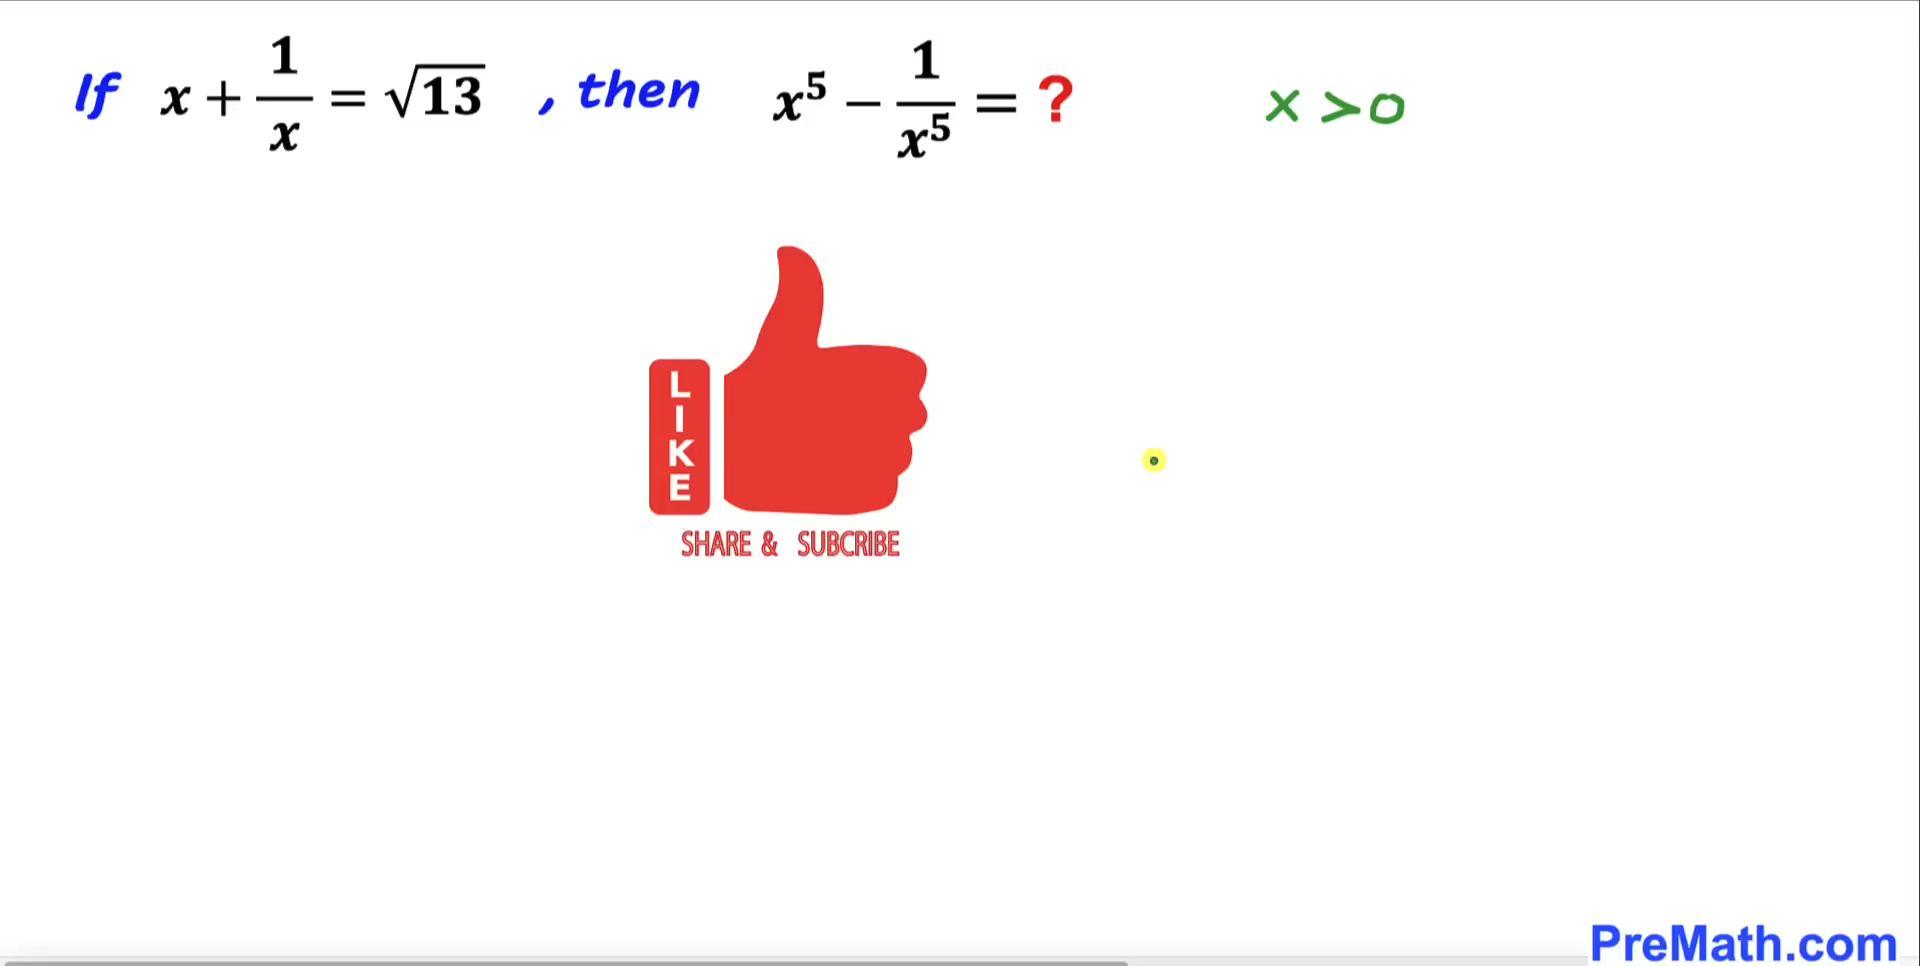 If x + 1/x = √13 , then x⁵ − 1/x⁵ = ? x > 0
L
I
K
E
SHARE & SUBCRIBE
PreMath.com